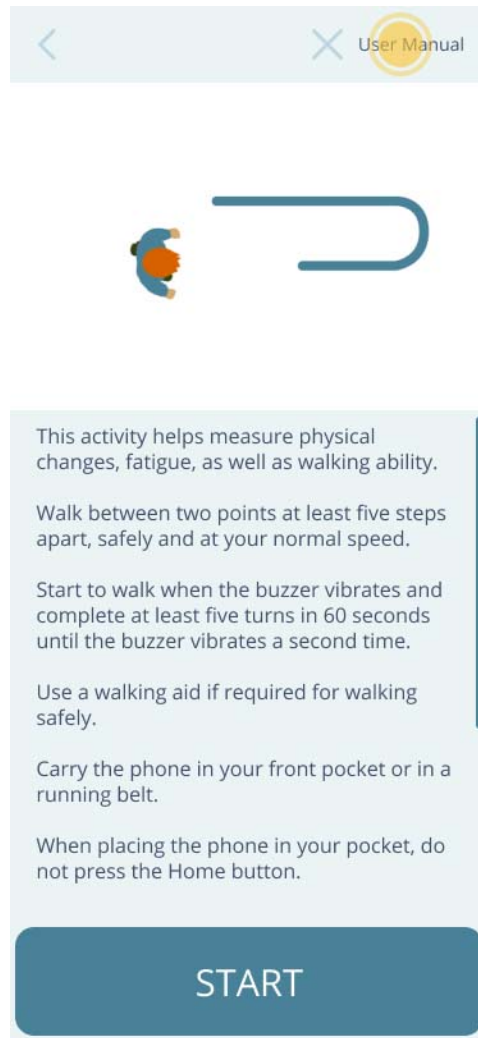 User Manual
This activity helps measure physical
changes, fatigue, as well as walking ability.
Walk between two points at least five steps
apart, safely and at your normal speed.
Start to walk when the buzzer vibrates and
complete at least five turns in 60 seconds
until the buzzer vibrates a second time.
Use a walking aid if required for walking
safely.
Carry the phone in your front pocket or in a
running belt.
When placing the phone in your pocket, do
not press the Home button.
START